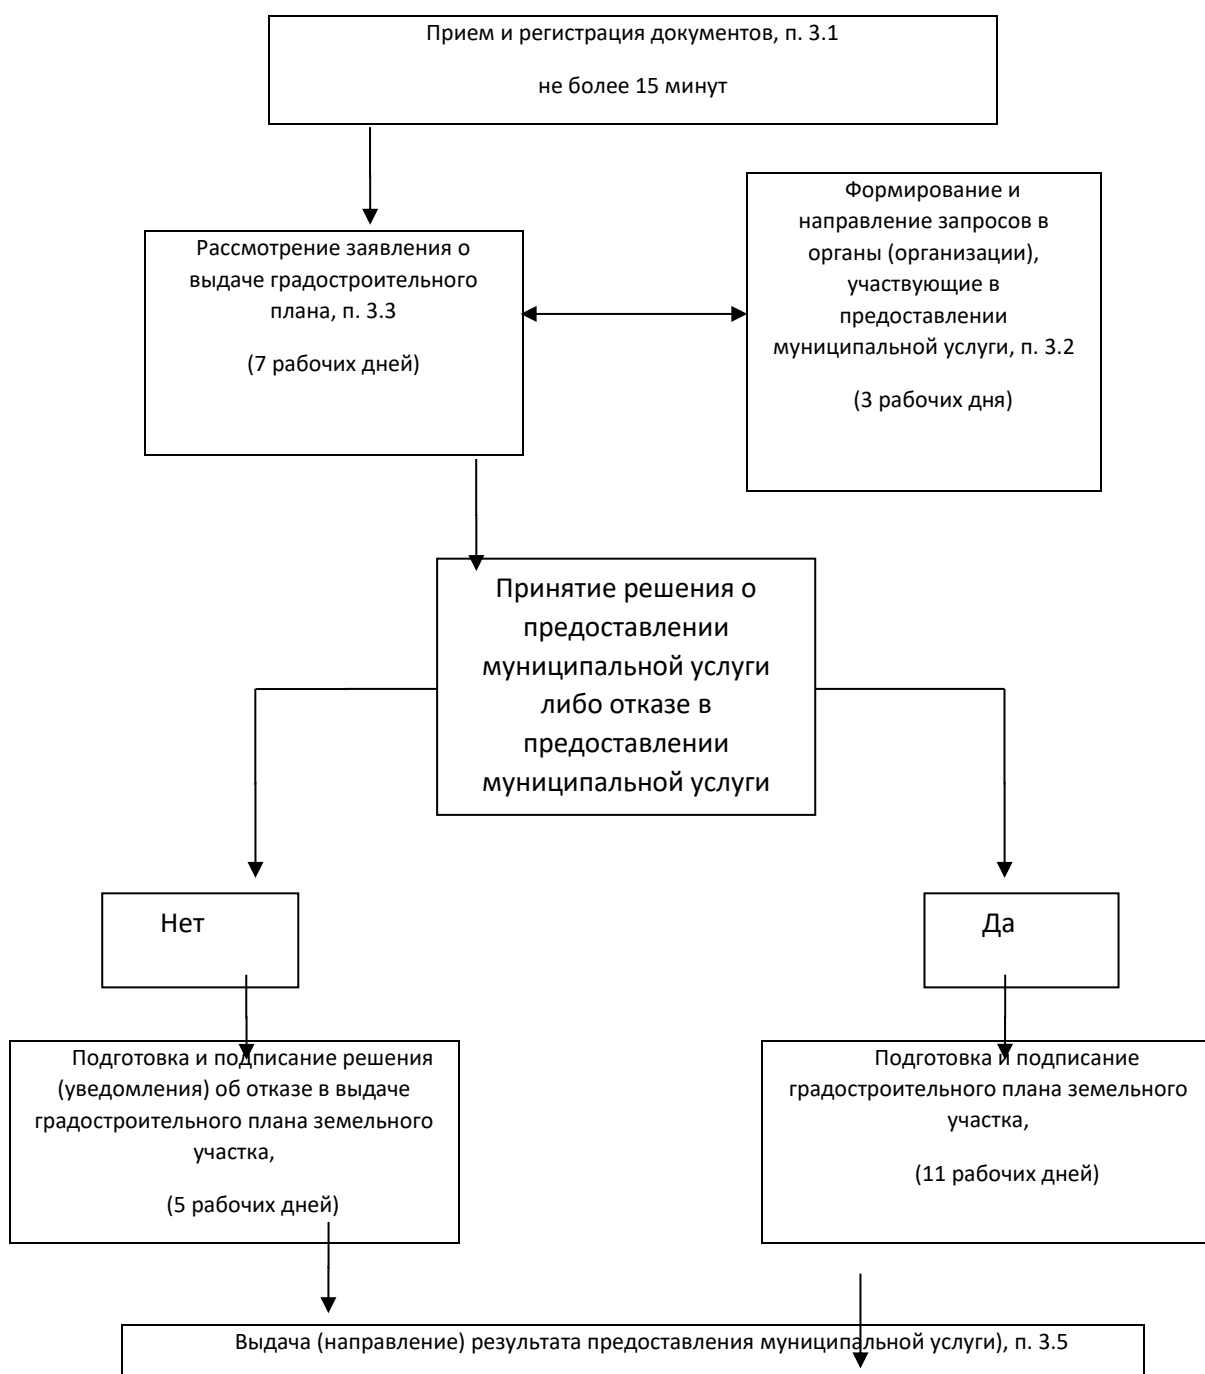 Прием и регистрация документов, п. 3.1
не более 15 минут
Рассмотрение заявления о
выдаче градостроительного
плана, п. 3.3
(7 рабочих дней)
Формирование и
направление запросов в
органы (организации),
участвующие в
предоставлении
муниципальной услуги, п. 3.2
(3 рабочих дня)
Принятие решения о
предоставлении
муниципальной услуги
либо отказе в
предоставлении
муниципальной услуги
Нет
Да
Подготовка и подписание решения
(уведомления) об отказе в выдаче
градостроительного плана земельного
участка,
(5 рабочих дней)
Подготовка и подписание
градостроительного плана земельного
участка,
(11 рабочих дней)
Выдача (направление) результата предоставления муниципальной услуги), п. 3.5